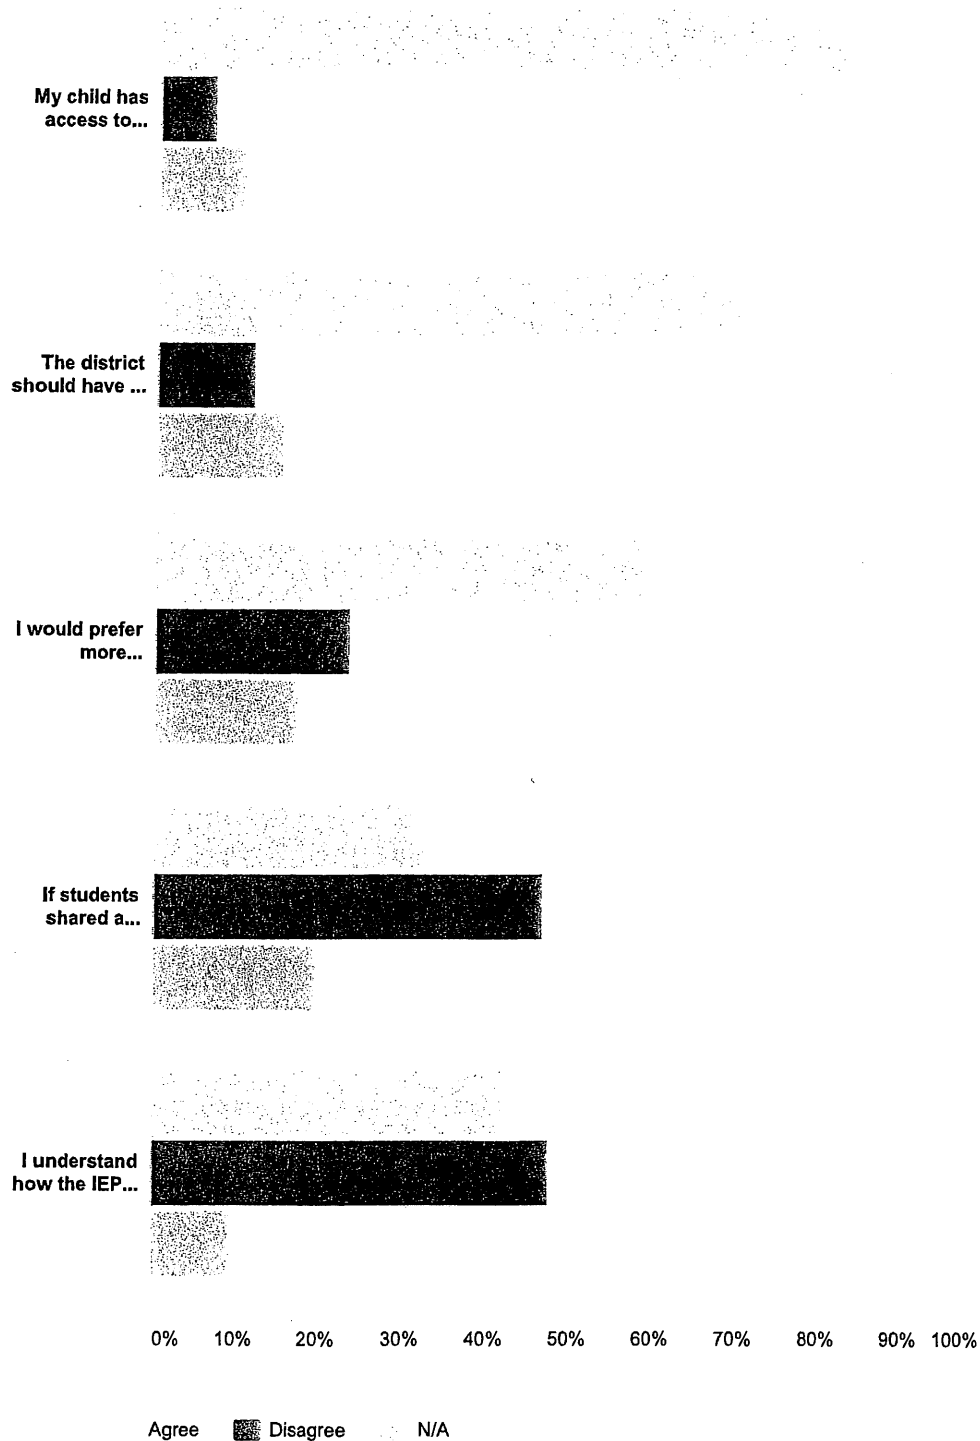 My child has
access to...
The district
should have ...
I would prefer
more...
If students
shared a...
I understand
how the IEP...
0% 10% 20% 30% 40% 50% 60% 70% 80% 90% 100%
Agree Disagree N/A